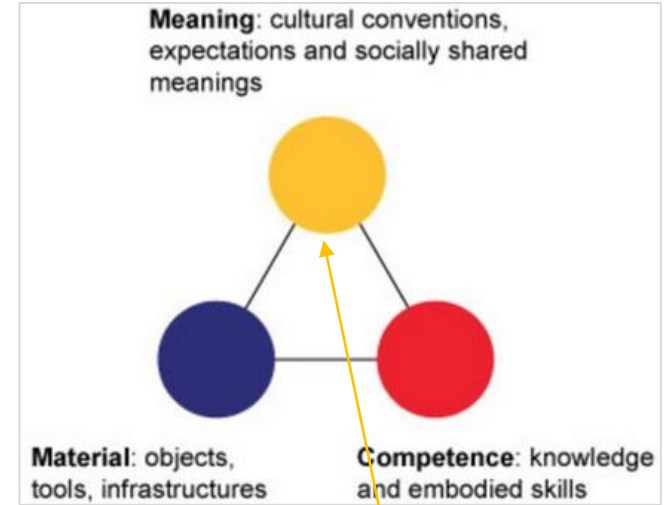 Meaning: cultural conventions,
expectations and socially shared
meanings
Material: objects,
tools, infrastructures
Competence: knowledge
and embodied skills